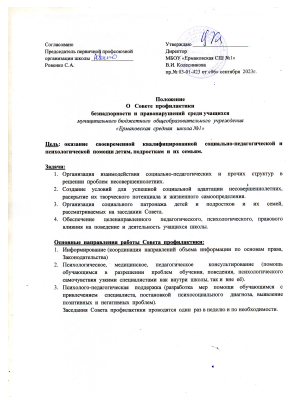 Согласовано
Председатель первичной профсоюзной
организации школы
Ревенко С.А.
Утверждаю
Директор
МБОУ «Ермаковская СШ №1»
В.И. Колесникова
пр.№ 03-01-423 от «06» сентября 2023г.
Положение
О Совете профилактики
безнадзорности и правонарушений среди учащихся
муниципального бюджетного общеобразовательного учреждения
«Ермаковская средняя школа №1»
Цель: оказание своевременной квалифицированной социально-педагогической и
психологической помощи детям, подросткам и их семьям.
Задачи:
1. Организация взаимодействия социально-педагогических и прочих структур в
решении проблем несовершеннолетних.
2. Создание условий для успешной социальной адаптации несовершеннолетних,
раскрытие их творческого потенциала и жизненного самоопределения.
3. Организация социального патронажа детей и подростков и их семей,
рассматриваемых на заседании Совета.
4. Обеспечение целенаправленного педагогического, психологического, правового
влияния на поведение и деятельность учащихся школы.
Основные направления работы Совета профилактики:
1. Информирование (координация направлений объема информации по основам права,
Законодательства)
2. Психологическое, медицинское, педагогическое консультирование (помощь
обучающимся в разрешении проблем обучения, поведения, психологического
самочувствия узкими специалистами как внутри школы, так и вне её).
3. Психолого-педагогическая поддержка (разработка мер помощи обучающимся с
привлечением специалиста, постановкой психосоциального диагноза, выявление
позитивных и негативных проблем).
Заседания Совета профилактики проводятся один раз в неделю и по необходимости.